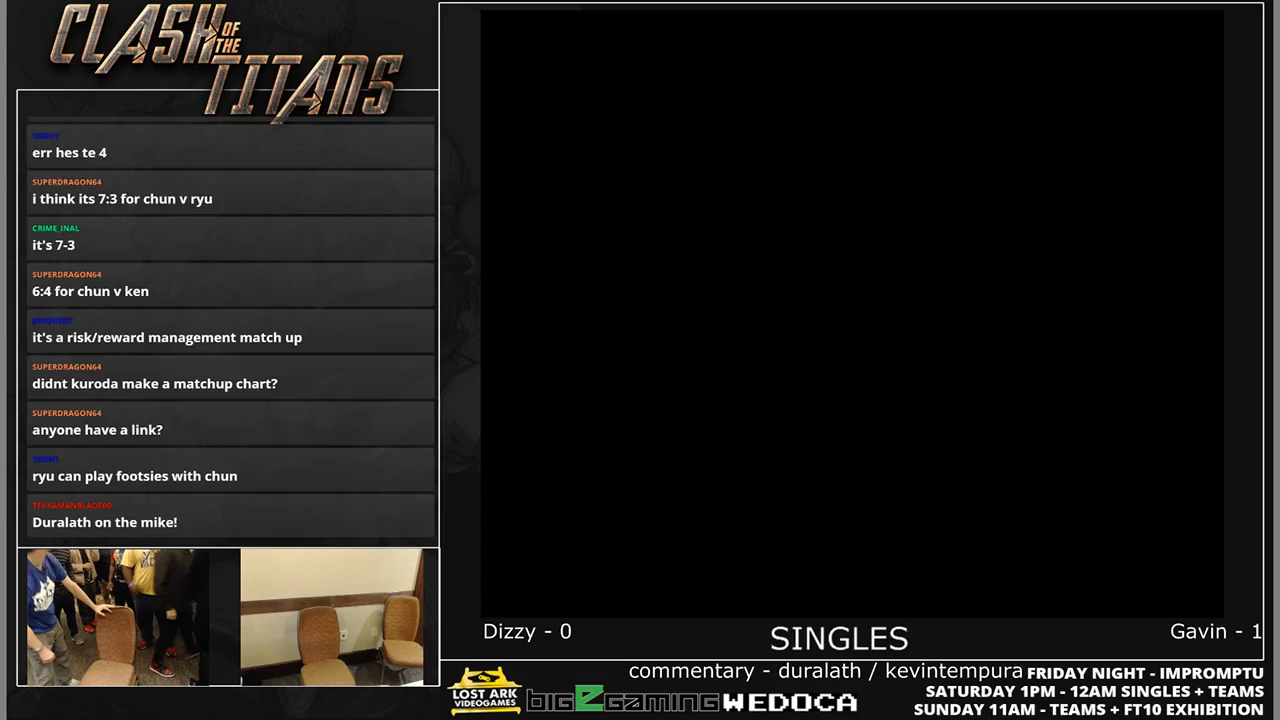 CLASH OF THE TITANS
err hes te 4
SUPERDRAGON64
i think its 7:3 for chun v ryu
CRIME_INAL
it's 7-3
SUPERDRAGON64
6:4 for chun v ken
it's a risk/reward management match up
SUPERDRAGON64
didnt kuroda make a matchup chart?
SUPERDRAGON64
anyone have a link?
ryu can play footsies with chun
TEKKAMANBLADE00
Duralath on the mike!
Dizzy - 0
SINGLES
Gavin - 1
commentary - duralath / kevintempura
LOST ARK
VIDEOGAMES
bigEgaming
WEDOCA
FRIDAY NIGHT - IMPROMPTU
SATURDAY 1PM - 12AM SINGLES + TEAMS
SUNDAY 11AM - TEAMS + FT10 EXHIBITION